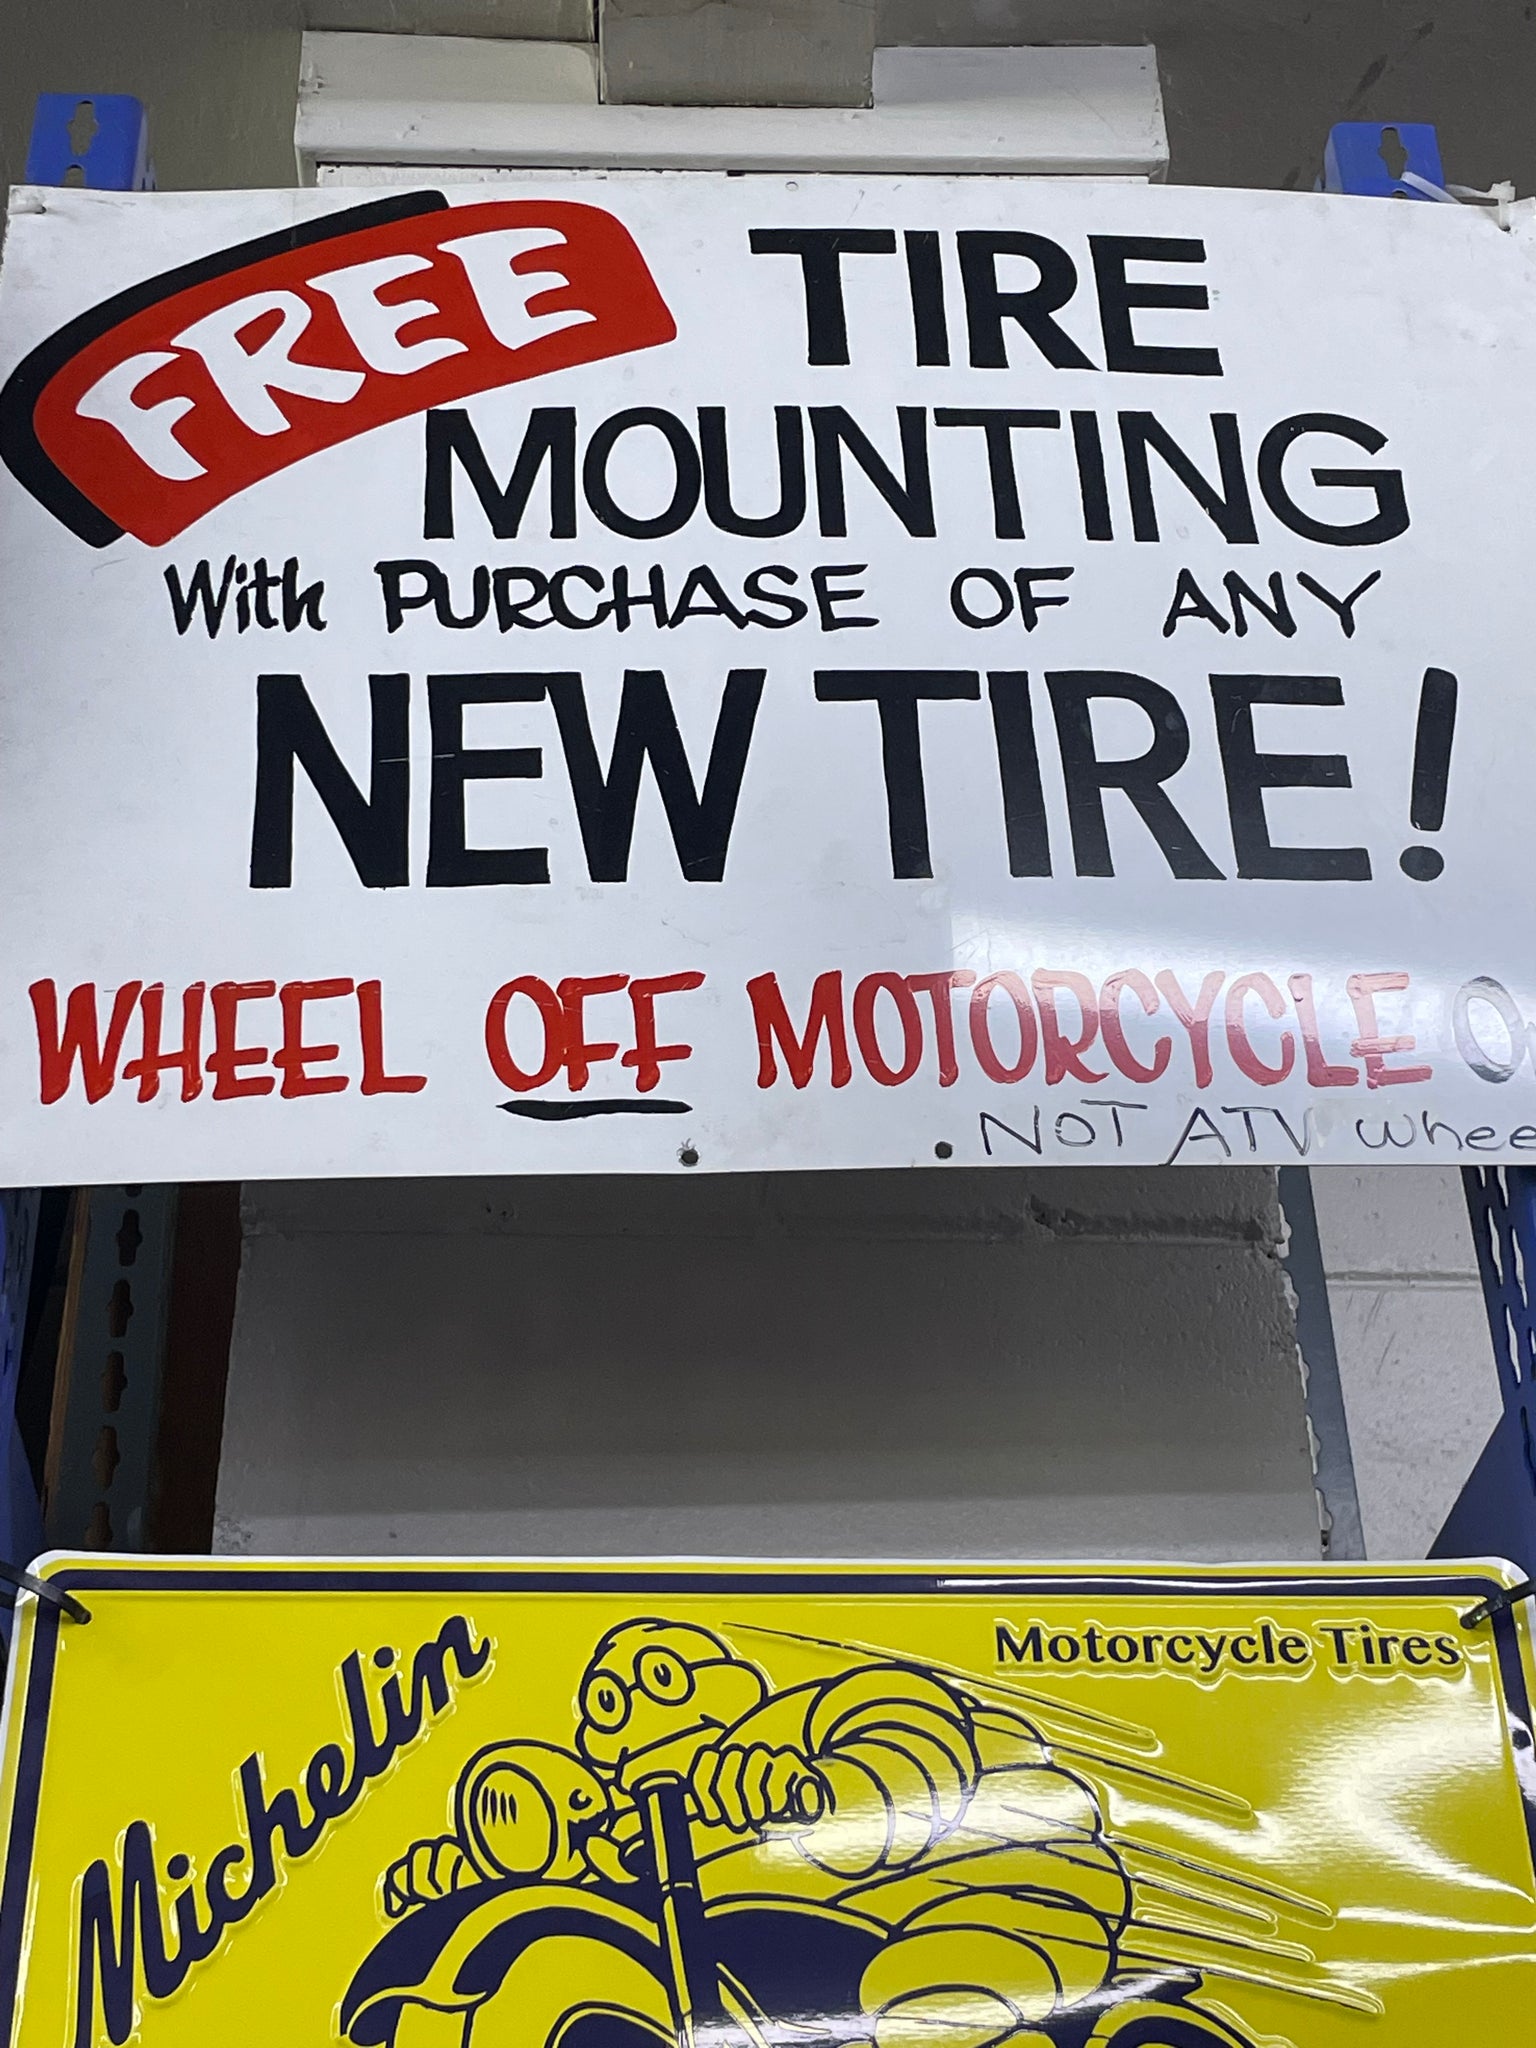 FREE TIRE
MOUNTING
With PURCHASE OF ANY
NEW TIRE!
WHEEL OFF MOTORCYCLE
. NOT ATV
Michelin
Motorcycle Tires